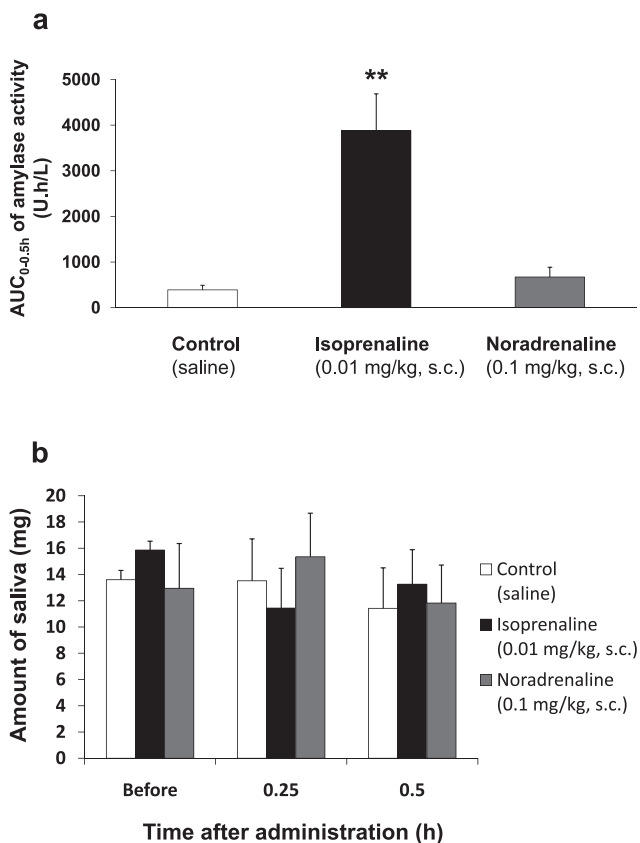 a
AUC0-0.5h of amylase activity
(U.h/L)
5000
4000
3000
2000
1000
0
**
Control
(saline)
Isoprenaline
(0.01 mg/kg, s.c.)
Noradrenaline
(0.1 mg/kg, s.c.)
b
Amount of saliva (mg)
20
18
16
14
12
10
8
6
4
2
0
Before
0.25
0.5
Time after administration (h)
Control
(saline)
Isoprenaline
(0.01 mg/kg, s.c.)
Noradrenaline
(0.1 mg/kg, s.c.)